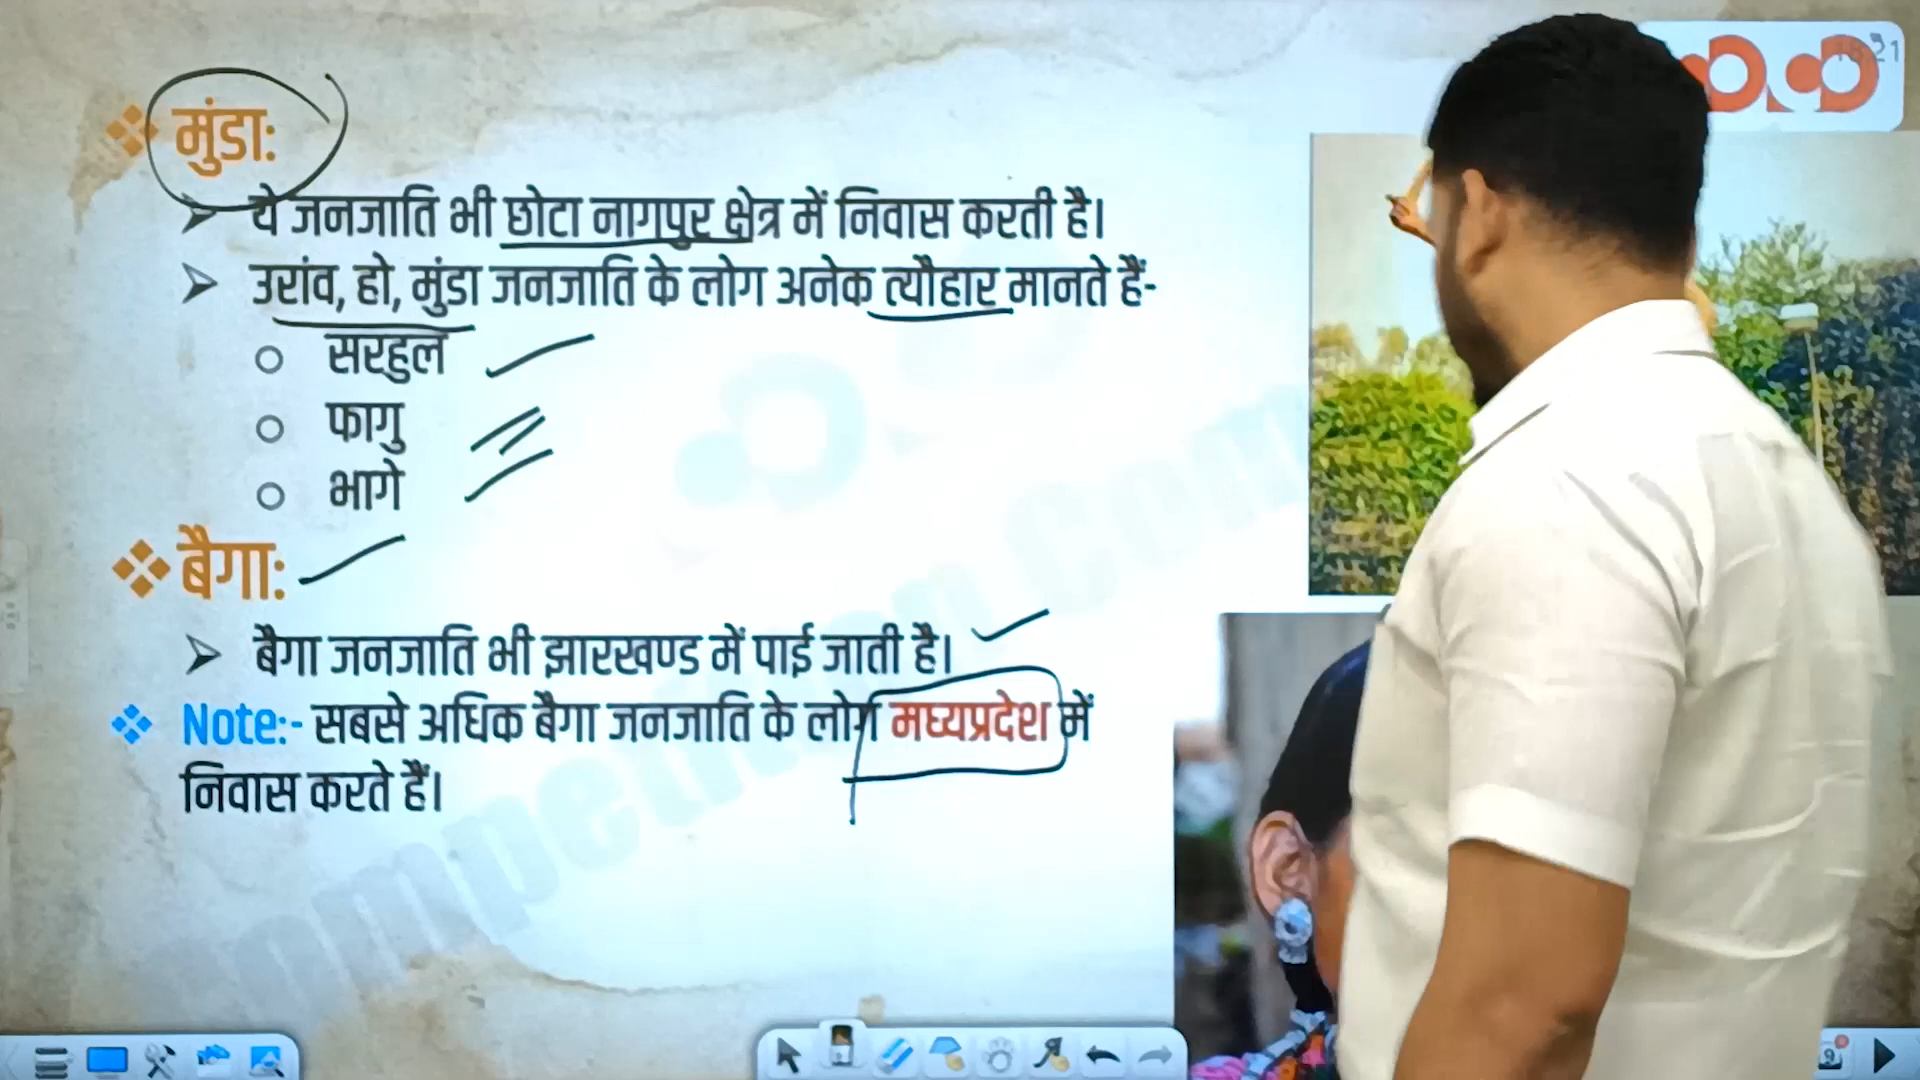 मुंडाः
ये जनजाति भी छोटा नागपुर क्षेत्र में निवास करती है।
उरांव, हो, मुंडा जनजाति के लोग अनेक त्यौहार मानते हैं-
सरहुल
फागु
भागे
बैगाः
बैगा जनजाति भी झारखण्ड में पाई जाती है।
Note:- सबसे अधिक बैगा जनजाति के लोग मध्यप्रदेश में
निवास करते हैं।